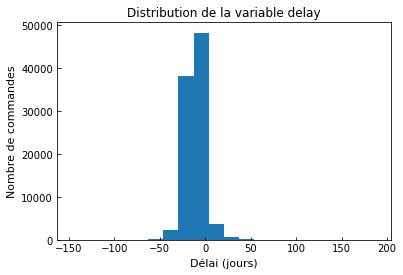 Distribution de la variable delay
50000
40000
30000
20000
10000
0
Nombre de commandes
−150 −100 −50 0 50 100 150 200
Délai (jours)